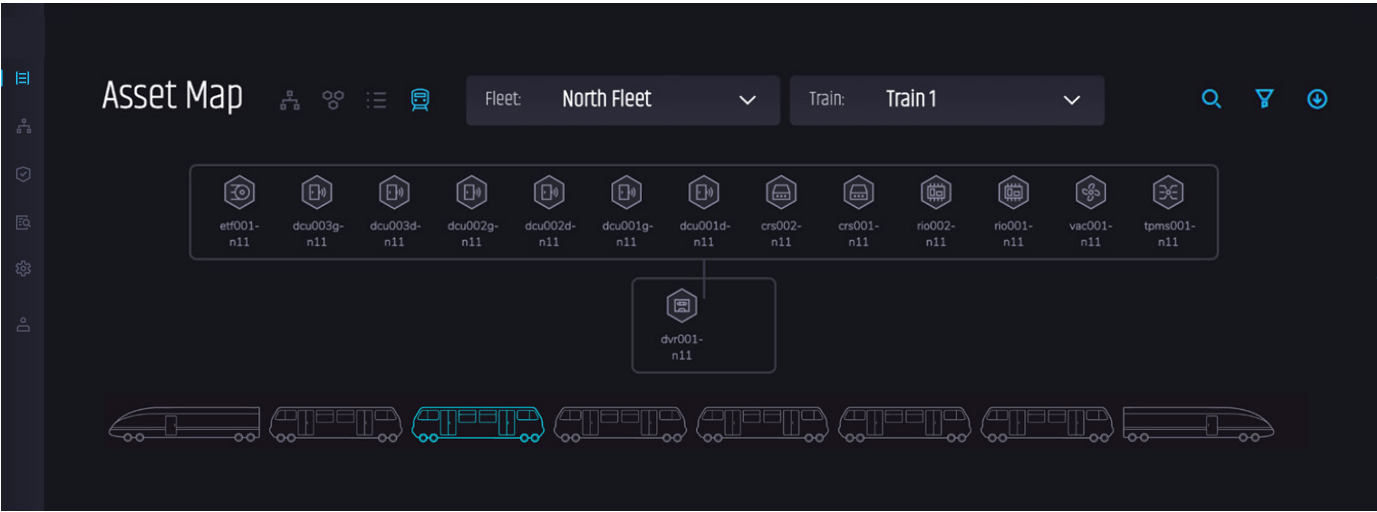 Asset Map
Fleet: North Fleet
Train: Train 1
etf001-
n11
dcu003g-
n11
dcu003d-
n11
dcu002g-
n11
dcu002d-
n11
dcu001g-
n11
dcu001d-
n11
crs002-
n11
crs001-
n11
rio002-
n11
rio001-
n11
vac001-
n11
tpms001-
n11
dvr001-
n11